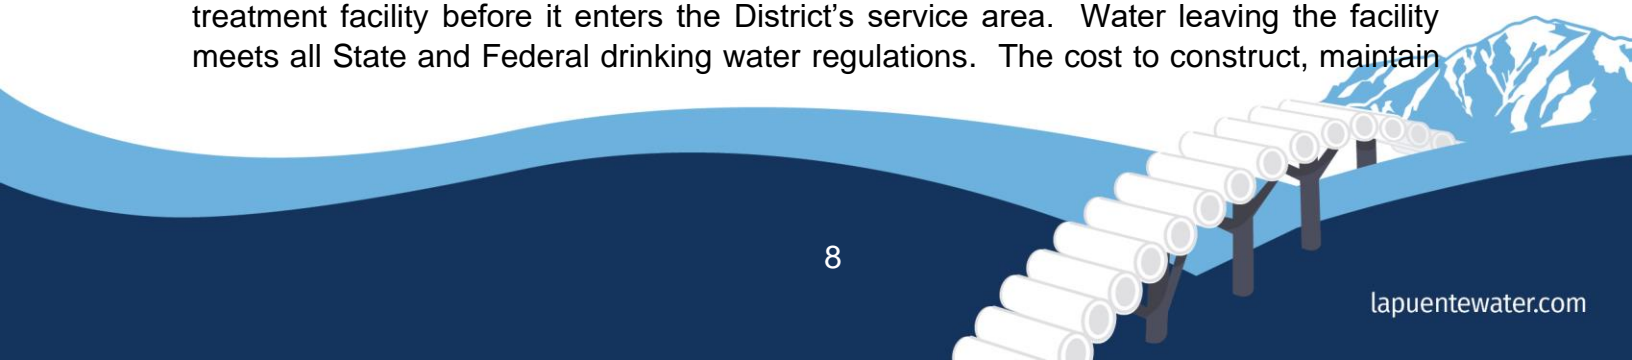 treatment facility before it enters the District’s service area.  Water leaving the facility
meets all State and Federal drinking water regulations.  The cost to construct, maintain
8
lapuentewater.com